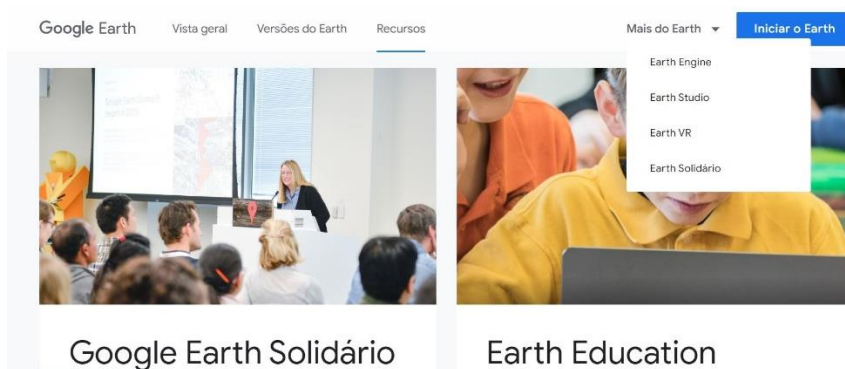 Google Earth Vista geral Versões do Earth Recursos Mais do Earth Iniciar o Earth
Earth Engine
Earth Studio
Earth VR
Earth Solidário
Google Earth Solidário
Earth Education